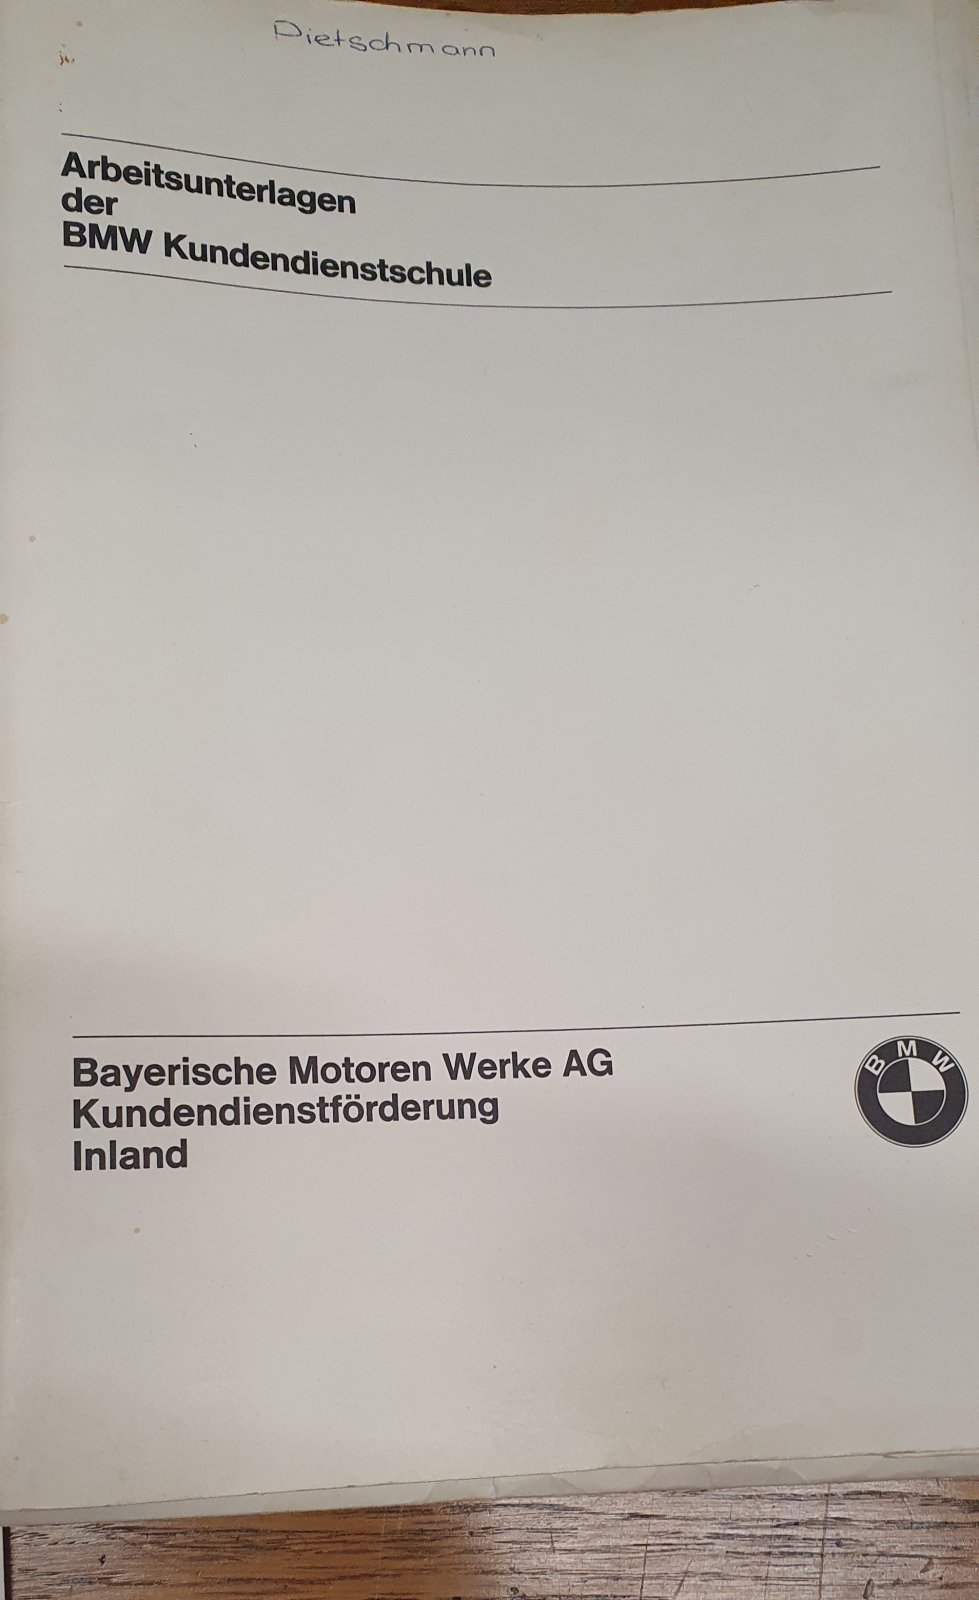 Pietschmann
Arbeitsunterlagen
der
BMW Kundendienstschule
Bayerische Motoren Werke AG
Kundendienstförderung
Inland
BMW